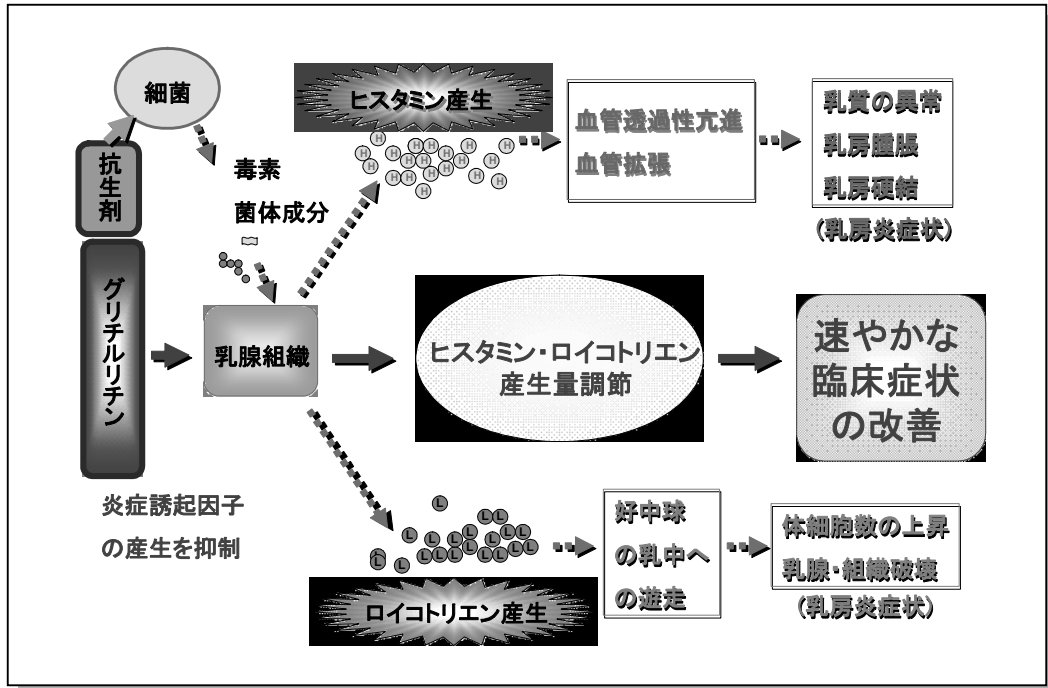 細菌
抗生剤
グリチルリチン
炎症誘起因子
の産生を抑制
毒素
菌体成分
乳腺組織
ヒスタミン産生
H H H H H H H H H H H H H H H H H H H H
血管透過性亢進
血管拡張
乳質の異常
乳房腫脹
乳房硬結
(乳房炎症状)
ヒスタミン・ロイコトリエン
産生量調節
速やかな
臨床症状
の改善
L L L L L L L L L L L L L L L L L L L L
ロイコトリエン産生
好中球
の乳中へ
の遊走
体細胞数の上昇
乳腺・組織破壊
(乳房炎症状)